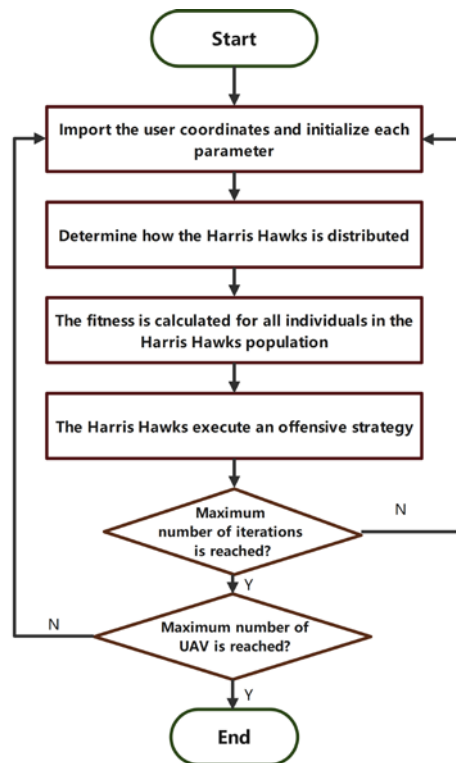 Start
Import the user coordinates and initialize each
parameter
Determine how the Harris Hawks is distributed
The fitness is calculated for all individuals in the
Harris Hawks population
The Harris Hawks execute an offensive strategy
Maximum
number of iterations
is reached?
N
Y
N
Maximum number of
UAV is reached?
Y
End